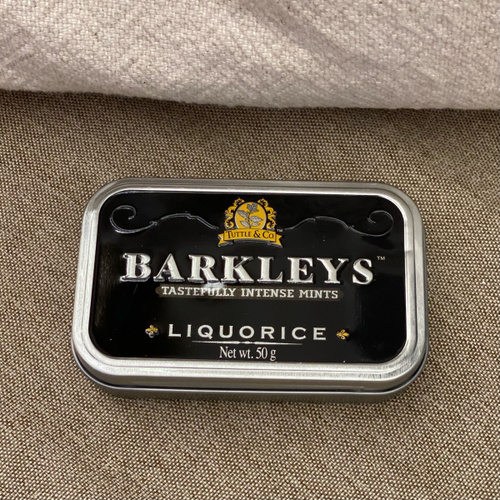 TUTTLE & CO.
BARKLEYS™
TASTEFULLY INTENSE MINTS
LIQUORICE
Net wt. 50 g